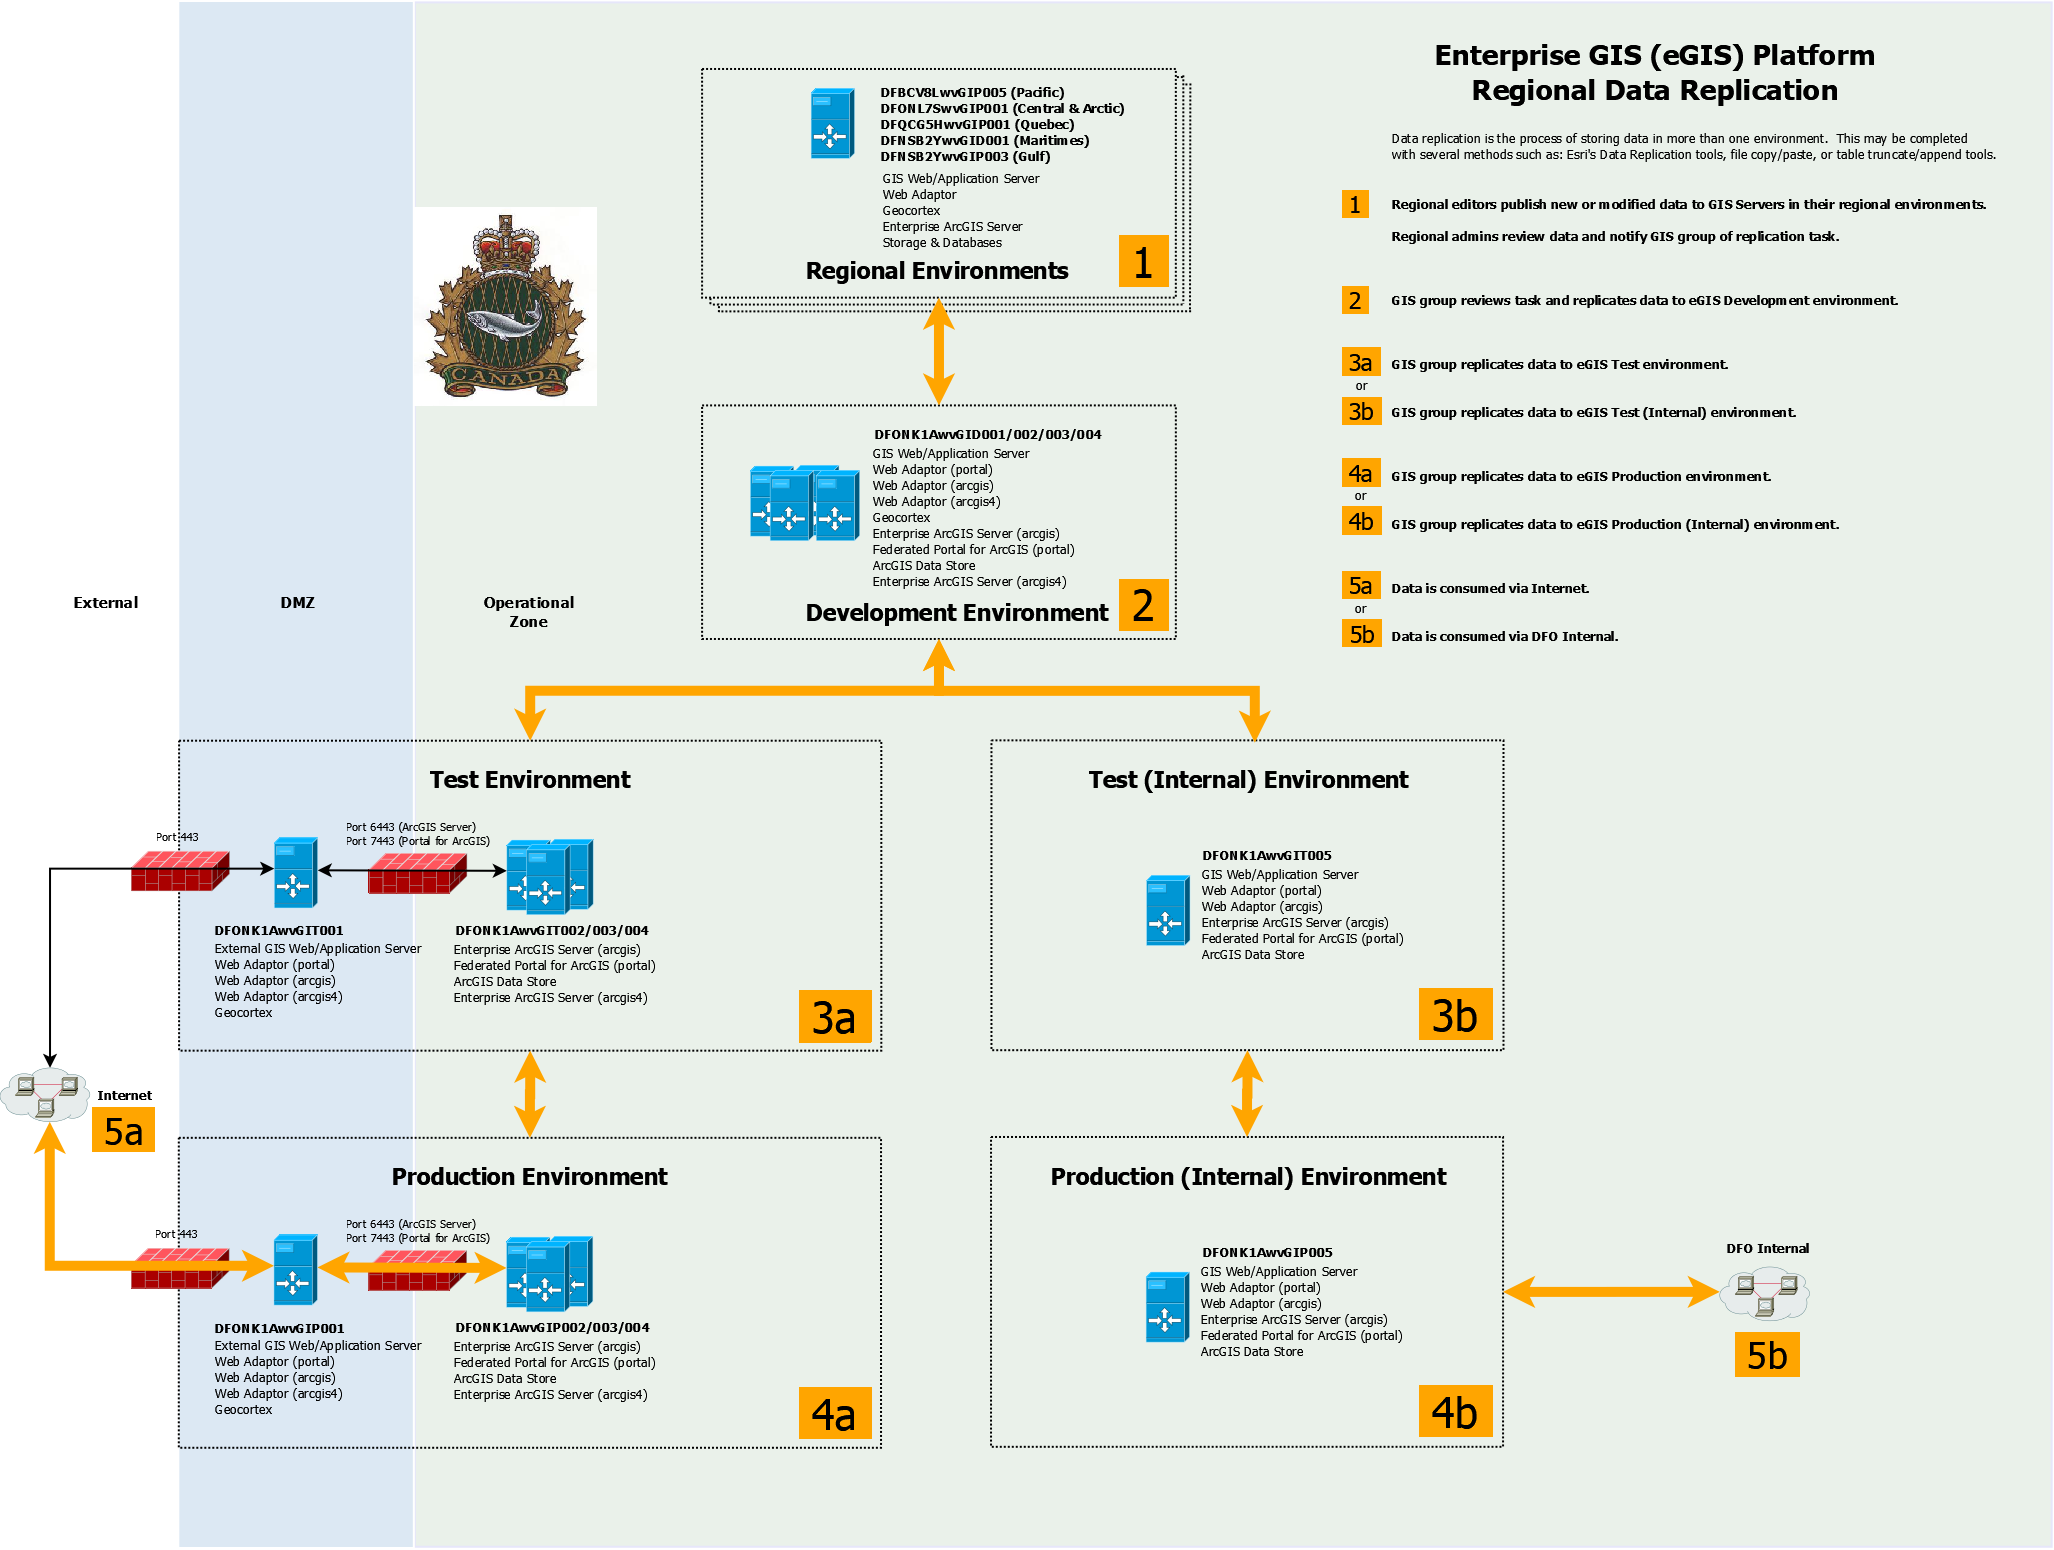 Enterprise GIS (eGIS) Platform
Regional Data Replication
Data replication is the process of storing data in more than one environment.  This may be completed
with several methods such as: Esri's Data Replication tools, file copy/paste, or table truncate/append tools.
1 Regional editors publish new or modified data to GIS Servers in their regional environments.
Regional admins review data and notify GIS group of replication task.
2 GIS group reviews task and replicates data to eGIS Development environment.
3a GIS group replicates data to eGIS Test environment.
or
3b GIS group replicates data to eGIS Test (Internal) environment.
4a GIS group replicates data to eGIS Production environment.
or
4b GIS group replicates data to eGIS Production (Internal) environment.
5a Data is consumed via Internet.
or
5b Data is consumed via DFO Internal.
DFBCV8LwvGIP005 (Pacific)
DFONL7SwvGIP001 (Central & Arctic)
DFQCG5HwvGIP001 (Quebec)
DFNSB2YwvGID001 (Maritimes)
DFNSB2YwvGIP003 (Gulf)
GIS Web/Application Server
Web Adaptor
Geocortex
Enterprise ArcGIS Server
Storage & Databases
Regional Environments
1
CANADA
DFONK1AwvGID001/002/003/004
GIS Web/Application Server
Web Adaptor (portal)
Web Adaptor (arcgis)
Web Adaptor (arcgis4)
Geocortex
Enterprise ArcGIS Server (arcgis)
Federated Portal for ArcGIS (portal)
ArcGIS Data Store
Enterprise ArcGIS Server (arcgis4)
Development Environment
2
External
DMZ
Operational
Zone
Test Environment
Port 443
Port 6443 (ArcGIS Server)
Port 7443 (Portal for ArcGIS)
DFONK1AwvGIT001
External GIS Web/Application Server
Web Adaptor (portal)
Web Adaptor (arcgis)
Web Adaptor (arcgis4)
Geocortex
DFONK1AwvGIT002/003/004
Enterprise ArcGIS Server (arcgis)
Federated Portal for ArcGIS (portal)
ArcGIS Data Store
Enterprise ArcGIS Server (arcgis4)
3a
Test (Internal) Environment
DFONK1AwvGIT005
GIS Web/Application Server
Web Adaptor (portal)
Web Adaptor (arcgis)
Enterprise ArcGIS Server (arcgis)
Federated Portal for ArcGIS (portal)
ArcGIS Data Store
3b
Internet
5a
Production Environment
Port 443
Port 6443 (ArcGIS Server)
Port 7443 (Portal for ArcGIS)
DFONK1AwvGIP001
External GIS Web/Application Server
Web Adaptor (portal)
Web Adaptor (arcgis)
Web Adaptor (arcgis4)
Geocortex
DFONK1AwvGIP002/003/004
Enterprise ArcGIS Server (arcgis)
Federated Portal for ArcGIS (portal)
ArcGIS Data Store
Enterprise ArcGIS Server (arcgis4)
4a
Production (Internal) Environment
DFONK1AwvGIP005
GIS Web/Application Server
Web Adaptor (portal)
Web Adaptor (arcgis)
Enterprise ArcGIS Server (arcgis)
Federated Portal for ArcGIS (portal)
ArcGIS Data Store
4b
DFO Internal
5b